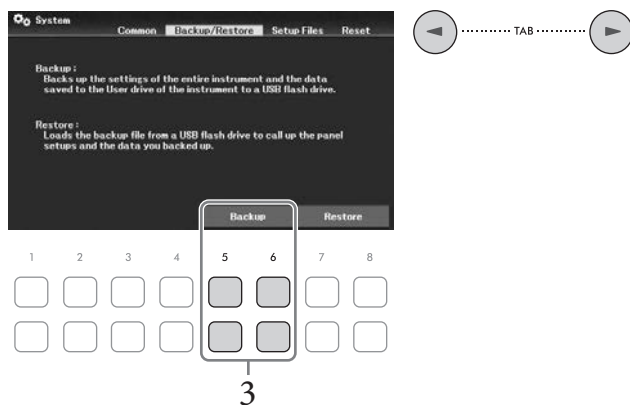 System
Common Backup/Restore Setup Files Reset
TAB
Backup :
Backs up the settings of the entire instrument and the data
saved to the User drive of the instrument to a USB flash drive.
Restore :
Loads the backup file from a USB flash drive to call up the panel
setups and the data you backed up.
Backup Restore
1 2 3 4 5 6 7 8
3